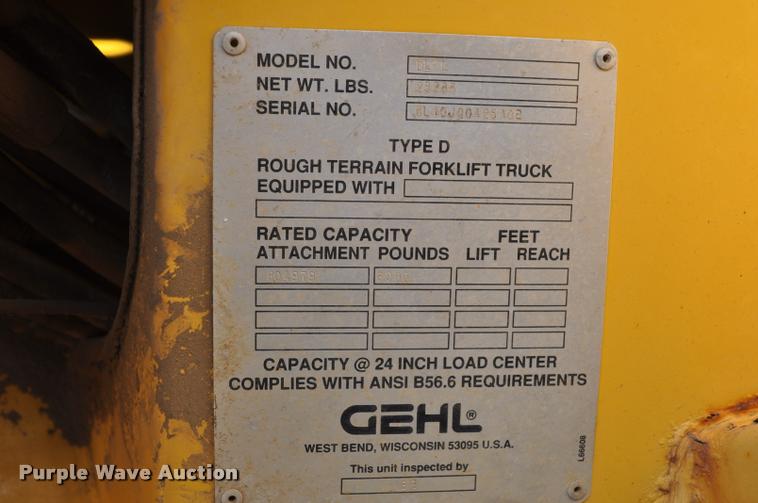 MODEL NO.
NET WT. LBS.
SERIAL NO.
TYPE D
ROUGH TERRAIN FORKLIFT TRUCK
EQUIPPED WITH
RATED CAPACITY FEET
ATTACHMENT POUNDS LIFT REACH
CAPACITY @ 24 INCH LOAD CENTER
COMPLIES WITH ANSI B56.6 REQUIREMENTS
GEHL®
WEST BEND, WISCONSIN 53095 U.S.A.
This unit inspected by
L66608
Purple Wave Auction